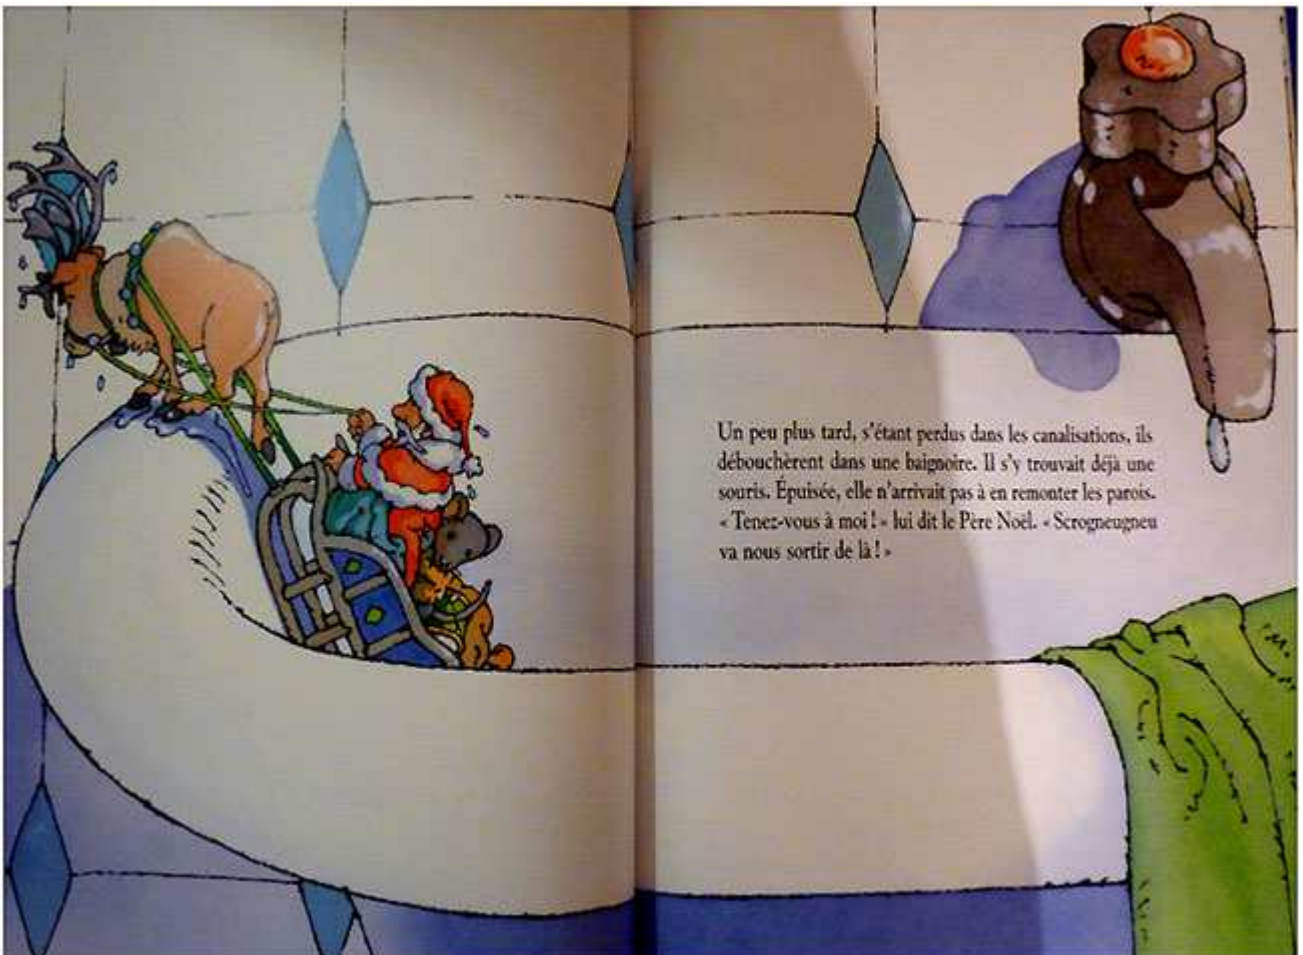 Un peu plus tard, s'étant perdus dans les canalisations, ils
débouchèrent dans une baignoire. Il s'y trouvait déjà une
souris. Épuisée, elle n'arrivait pas à en remonter les parois.
« Tenez-vous à moi ! » lui dit le Père Noël. « Scrogneugneu
va nous sortir de là ! »